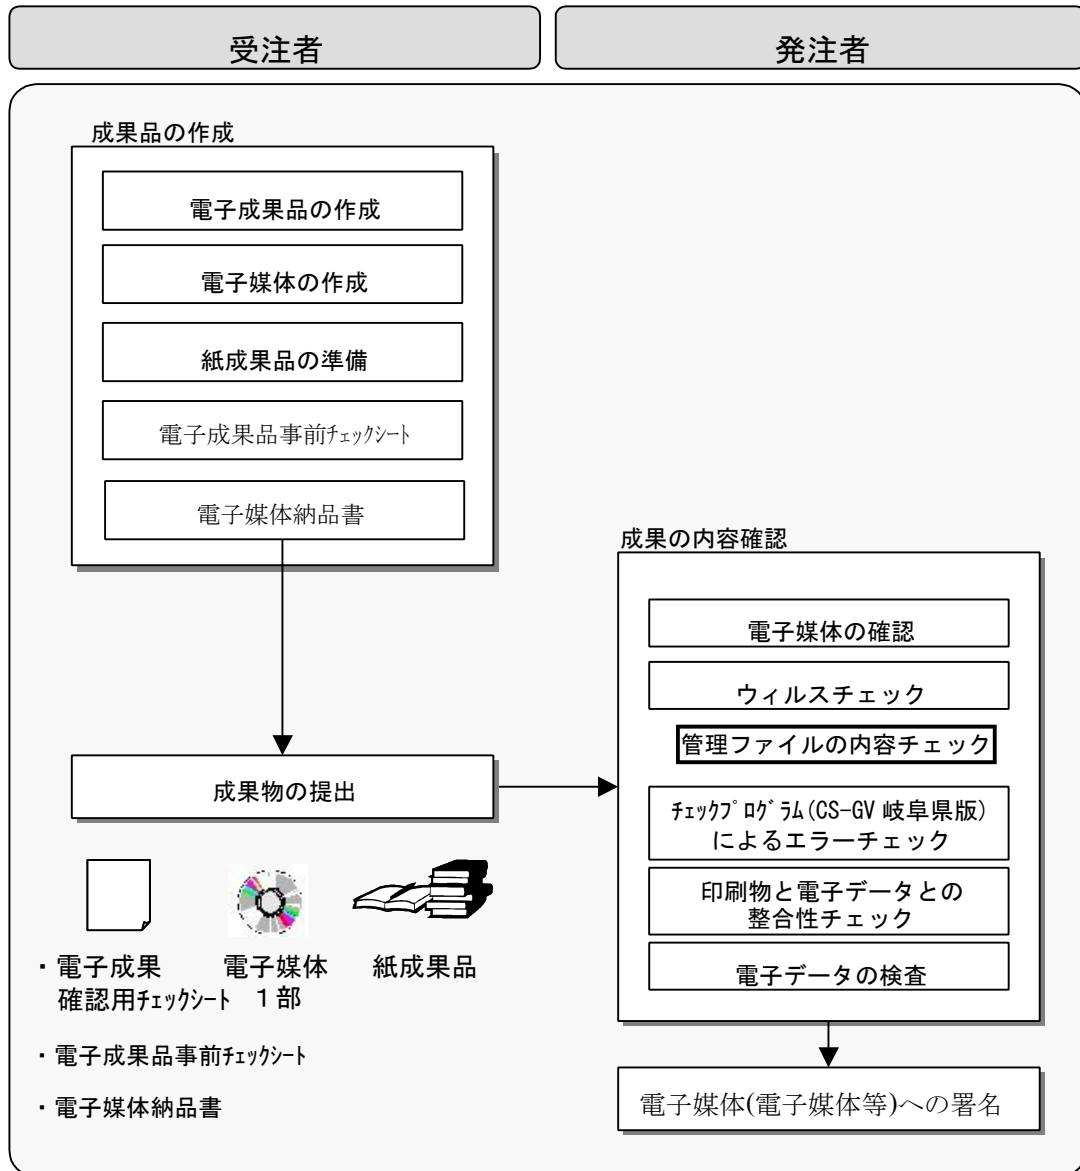 受注者
発注者
成果品の作成
電子成果品の作成
電子媒体の作成
紙成果品の準備
電子成果品事前ﾁｪｯｸｼｰﾄ
電子媒体納品書
成果物の提出
・電子成果
確認用ﾁｪｯｸｼｰﾄ
電子媒体
1部
紙成果品
・電子成果品事前ﾁｪｯｸｼｰﾄ
・電子媒体納品書
成果の内容確認
電子媒体の確認
ウィルスチェック
管理ファイルの内容チェック
ﾁｪｯｸﾌﾟﾛｸﾞﾗﾑ(CS-GV 岐阜県版)
によるエラーチェック
印刷物と電子データとの
整合性チェック
電子データの検査
電子媒体(電子媒体等)への署名